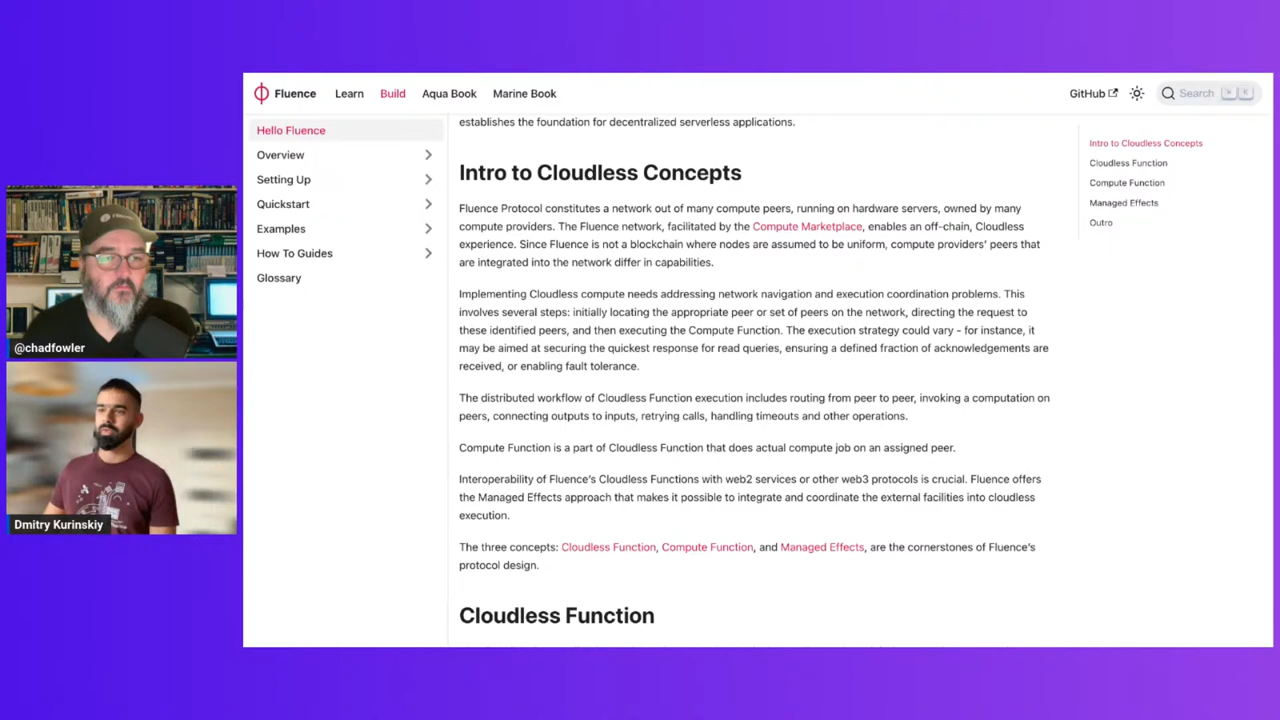 Fluence
Learn
Build
Aqua Book
Marine Book
GitHub
Search
K
Hello Fluence
Overview
Setting Up
Quickstart
Examples
How To Guides
Glossary
establishes the foundation for decentralized serverless applications.
Intro to Cloudless Concepts
Fluence Protocol constitutes a network out of many compute peers, running on hardware servers, owned by many
compute providers. The Fluence network, facilitated by the Compute Marketplace, enables an off-chain, Cloudless
experience. Since Fluence is not a blockchain where nodes are assumed to be uniform, compute providers' peers that
are integrated into the network differ in capabilities.
Implementing Cloudless compute needs addressing network navigation and execution coordination problems. This
involves several steps: initially locating the appropriate peer or set of peers on the network, directing the request to
these identified peers, and then executing the Compute Function. The execution strategy could vary - for instance, it
may be aimed at securing the quickest response for read queries, ensuring a defined fraction of acknowledgements are
received, or enabling fault tolerance.
The distributed workflow of Cloudless Function execution includes routing from peer to peer, invoking a computation on
peers, connecting outputs to inputs, retrying calls, handling timeouts and other operations.
Compute Function is a part of Cloudless Function that does actual compute job on an assigned peer.
Interoperability of Fluence's Cloudless Functions with web2 services or other web3 protocols is crucial. Fluence offers
the Managed Effects approach that makes it possible to integrate and coordinate the external facilities into cloudless
execution.
The three concepts: Cloudless Function, Compute Function, and Managed Effects, are the cornerstones of Fluence's
protocol design.
Cloudless Function
Intro to Cloudless Concepts
Cloudless Function
Compute Function
Managed Effects
Outro
@chadfowler
Dmitry Kurinskiy